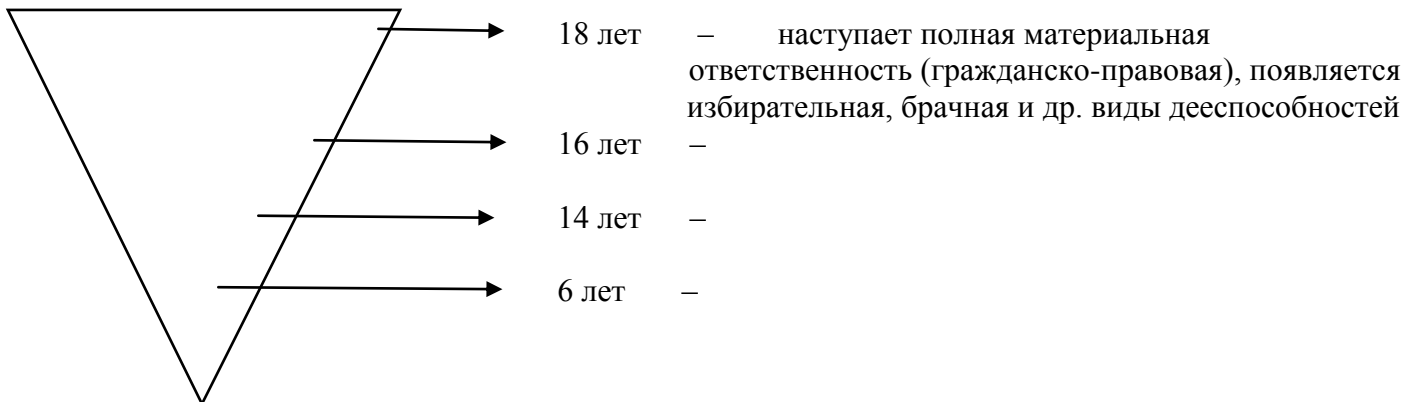 18 лет – наступает полная материальная
ответственность (гражданско-правовая), появляется
избирательная, брачная и др. виды дееспособностей
16 лет –
14 лет –
6 лет –